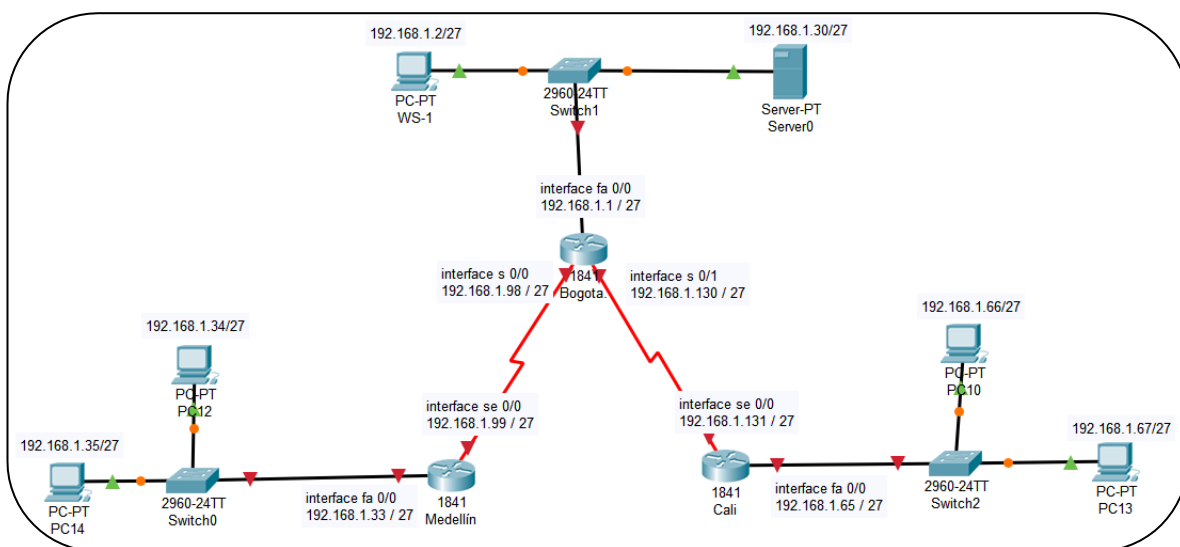 192.168.1.2/27
192.168.1.30/27
PC-PT
WS-1
2960-24TT
Switch1
Server-PT
Server0
interface fa 0/0
192.168.1.1 / 27
interface s 0/0
192.168.1.98 / 27
1841
Bogota.
interface s 0/1
192.168.1.130 / 27
192.168.1.34/27
PC-PT
PC12
192.168.1.66/27
PC-PT
PC10
interface se 0/0
192.168.1.99 / 27
interface se 0/0
192.168.1.131 / 27
192.168.1.35/27
192.168.1.67/27
PC-PT
PC14
2960-24TT
Switch0
interface fa 0/0
192.168.1.33 / 27
1841
Medellín
1841
Cali
interface fa 0/0
192.168.1.65 / 27
2960-24TT
Switch2
PC-PT
PC13